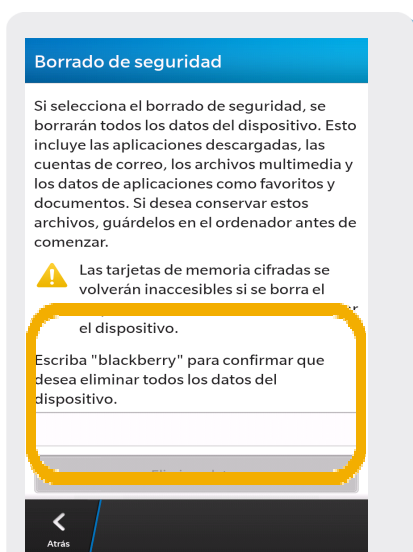 Borrado de seguridad
Si selecciona el borrado de seguridad, se
borrarán todos los datos del dispositivo. Esto
incluye las aplicaciones descargadas, las
cuentas de correo, los archivos multimedia y
los datos de aplicaciones como favoritos y
documentos. Si desea conservar estos
archivos, guárdelos en el ordenador antes de
comenzar.
Las tarjetas de memoria cifradas se
volverán inaccesibles si se borra el
el dispositivo.
Escriba "blackberry" para confirmar que
desea eliminar todos los datos del
dispositivo.
Atrás